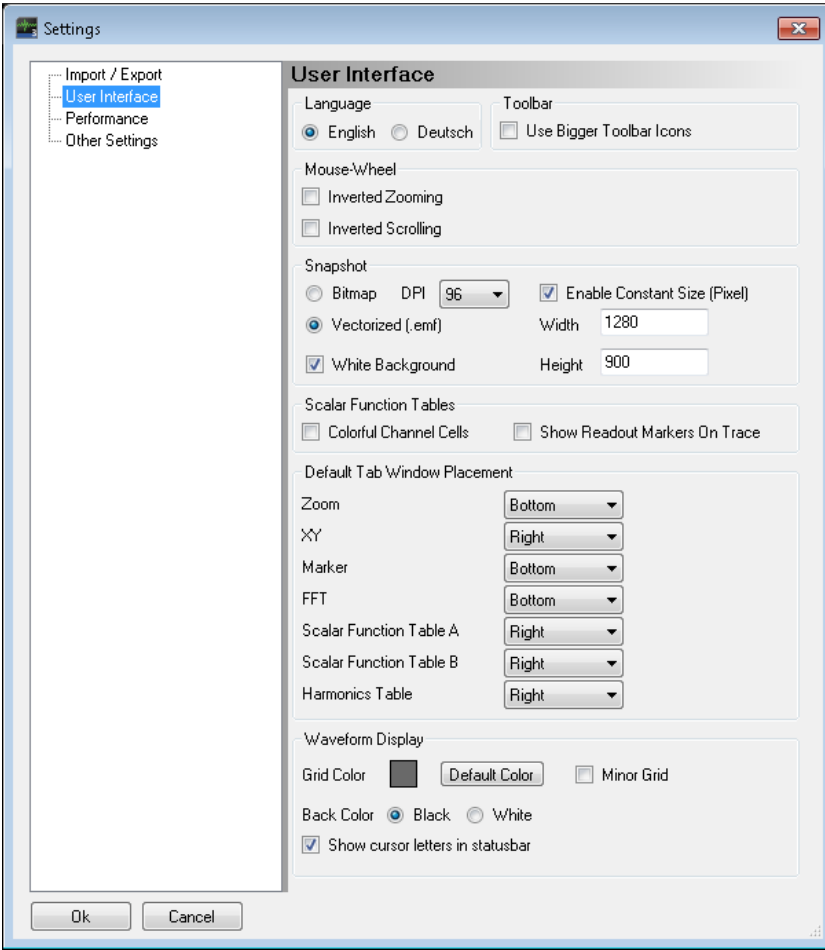 Settings
Import / Export
User Interface
Performance
Other Settings
User Interface
Language
English Deutsch
Toolbar
Use Bigger Toolbar Icons
Mouse-Wheel
Inverted Zooming
Inverted Scrolling
Snapshot
Bitmap DPI 96 Enable Constant Size (Pixel)
Vectorized (.emf) Width 1280
White Background Height 900
Scalar Function Tables
Colorful Channel Cells Show Readout Markers On Trace
Default Tab Window Placement
Zoom Bottom
XY Right
Marker Bottom
FFT Bottom
Scalar Function Table A Right
Scalar Function Table B Right
Harmonics Table Right
Waveform Display
Grid Color Default Color Minor Grid
Back Color Black White
Show cursor letters in statusbar
Ok Cancel